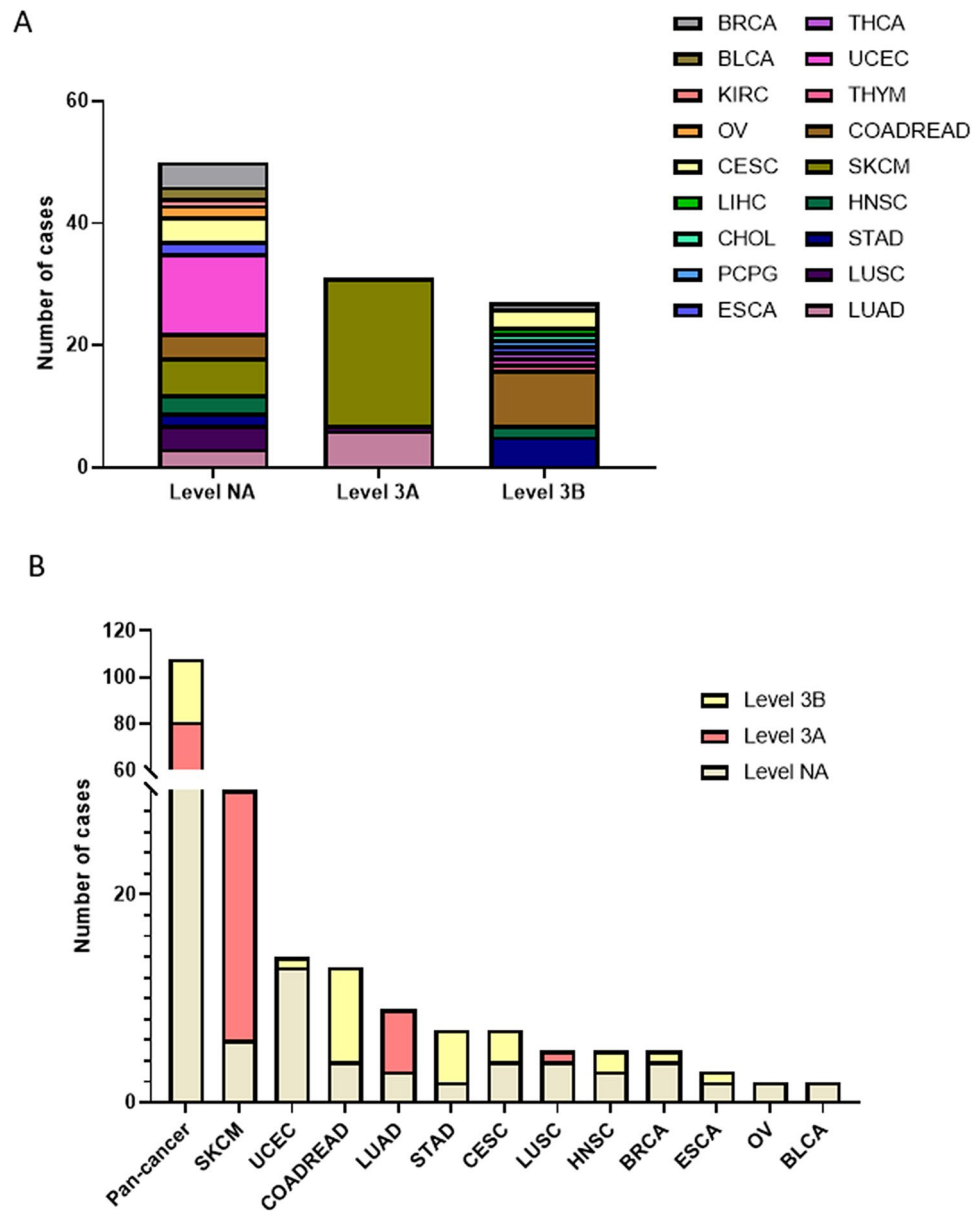 A
BRCA THCA
BLCA UCEC
KIRC THYM
OV COADREAD
CESC SKCM
LIHC HNSC
CHOL STAD
PCPG LUSC
ESCA LUAD
Number of cases
60
40
20
0
Level NA Level 3A Level 3B
B
Number of cases
Number of cases
120
100
80
60
20
0
Level 3B
Level 3A
Level NA
Pan-cancer SKCM UCEC COADREAD LUAD STAD CESC LUSC HNSC BRCA ESCA OV BLCA